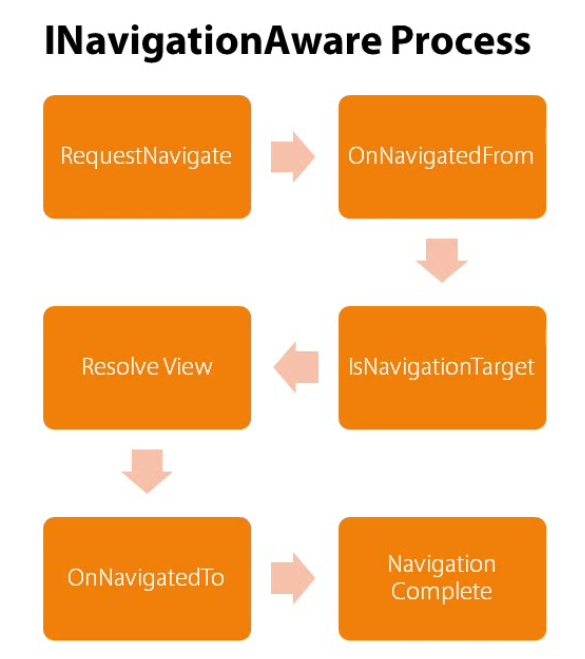 INavigationAware Process
RequestNavigate
OnNavigatedFrom
IsNavigationTarget
Resolve View
OnNavigatedTo
Navigation
Complete